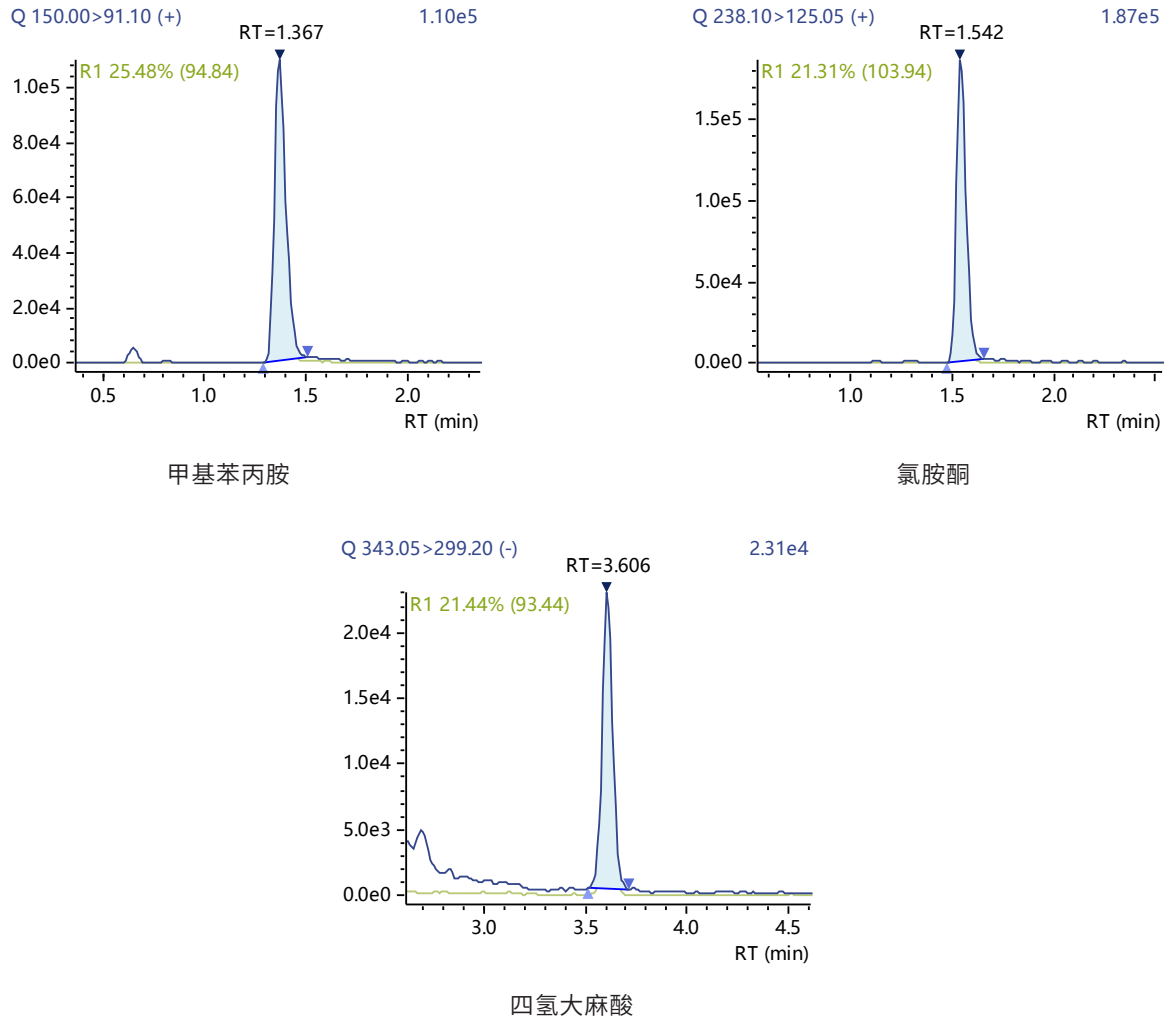 Q 150.00>91.10 (+) 1.10e5
RT=1.367
R1 25.48% (94.84)
1.0e5
8.0e4
6.0e4
4.0e4
2.0e4
0.0e0
0.5 1.0 1.5 2.0
RT (min)
甲基苯丙胺
Q 238.10>125.05 (+) 1.87e5
RT=1.542
R1 21.31% (103.94)
1.5e5
1.0e5
5.0e4
0.0e0
1.0 1.5 2.0
RT (min)
氯胺酮
Q 343.05>299.20 (-) 2.31e4
RT=3.606
R1 21.44% (93.44)
2.0e4
1.5e4
1.0e4
5.0e3
0.0e0
3.0 3.5 4.0 4.5
RT (min)
四氢大麻酸